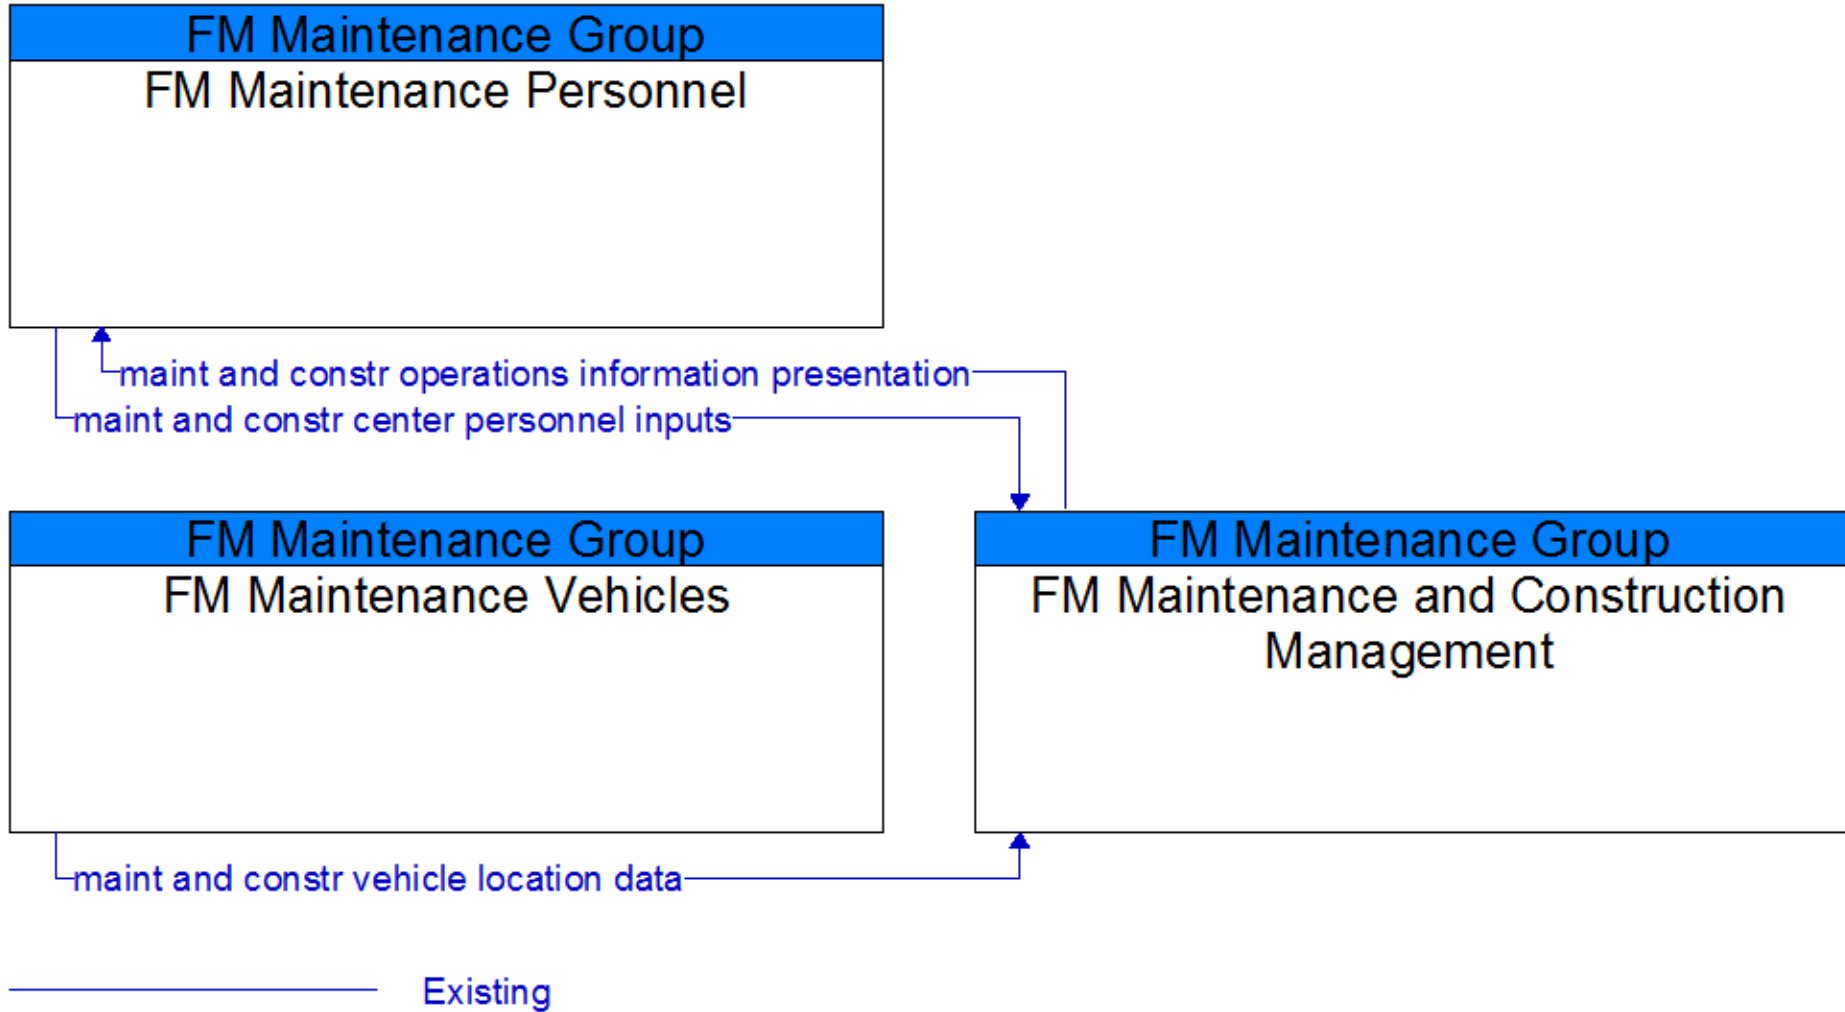 FM Maintenance Group
FM Maintenance Personnel
maint and constr operations information presentation
maint and constr center personnel inputs
FM Maintenance Group
FM Maintenance Vehicles
FM Maintenance Group
FM Maintenance and Construction
Management
maint and constr vehicle location data
Existing